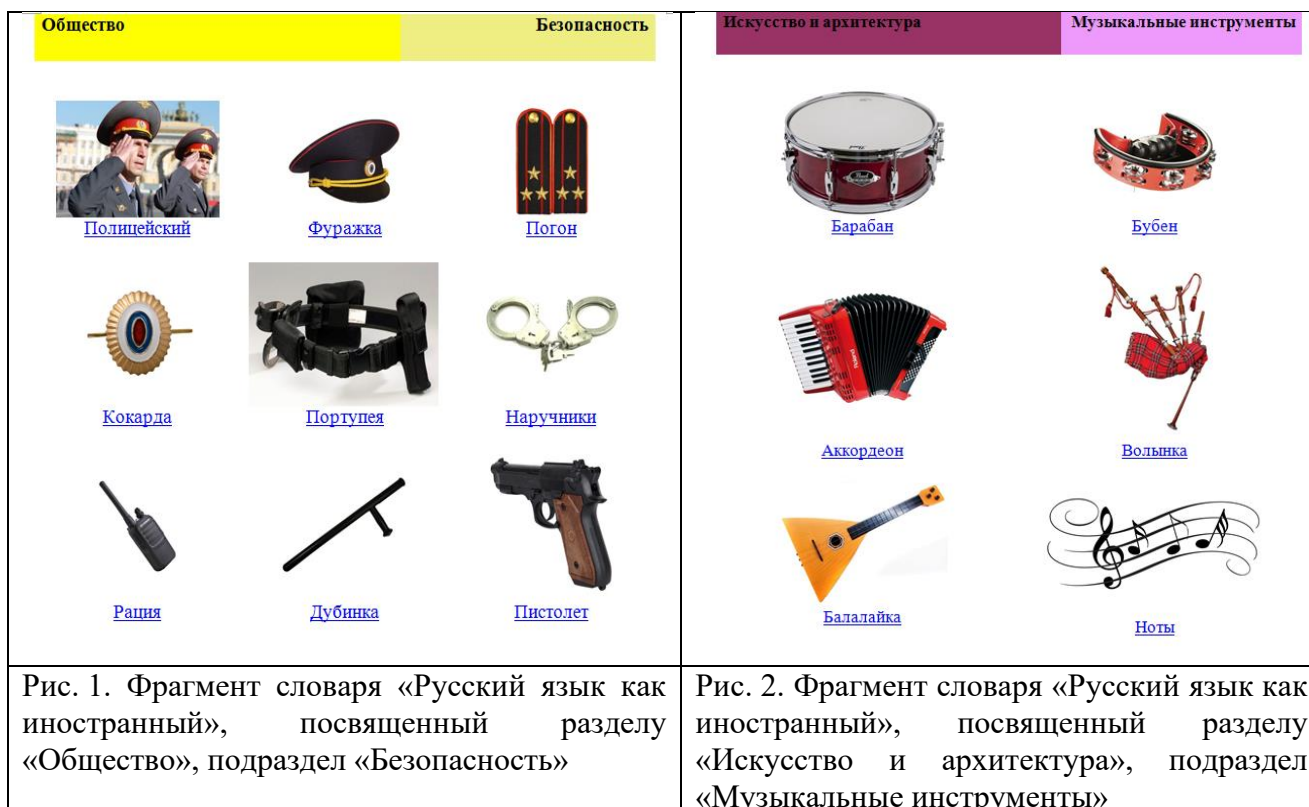 Общество Безопасность
Полицейский Фуражка Погон
Кокарда Портупея Наручники
Рация Дубинка Пистолет
Рис. 1. Фрагмент словаря «Русский язык как
иностранный», посвященный разделу
«Общество», подраздел «Безопасность»
Искусство и архитектура Музыкальные инструменты
Pearl
Барабан Бубен
Roland
Аккордеон Волынка
Балалайка Ноты
Рис. 2. Фрагмент словаря «Русский язык как
иностранный», посвященный разделу
«Искусство и архитектура», подраздел
«Музыкальные инструменты»